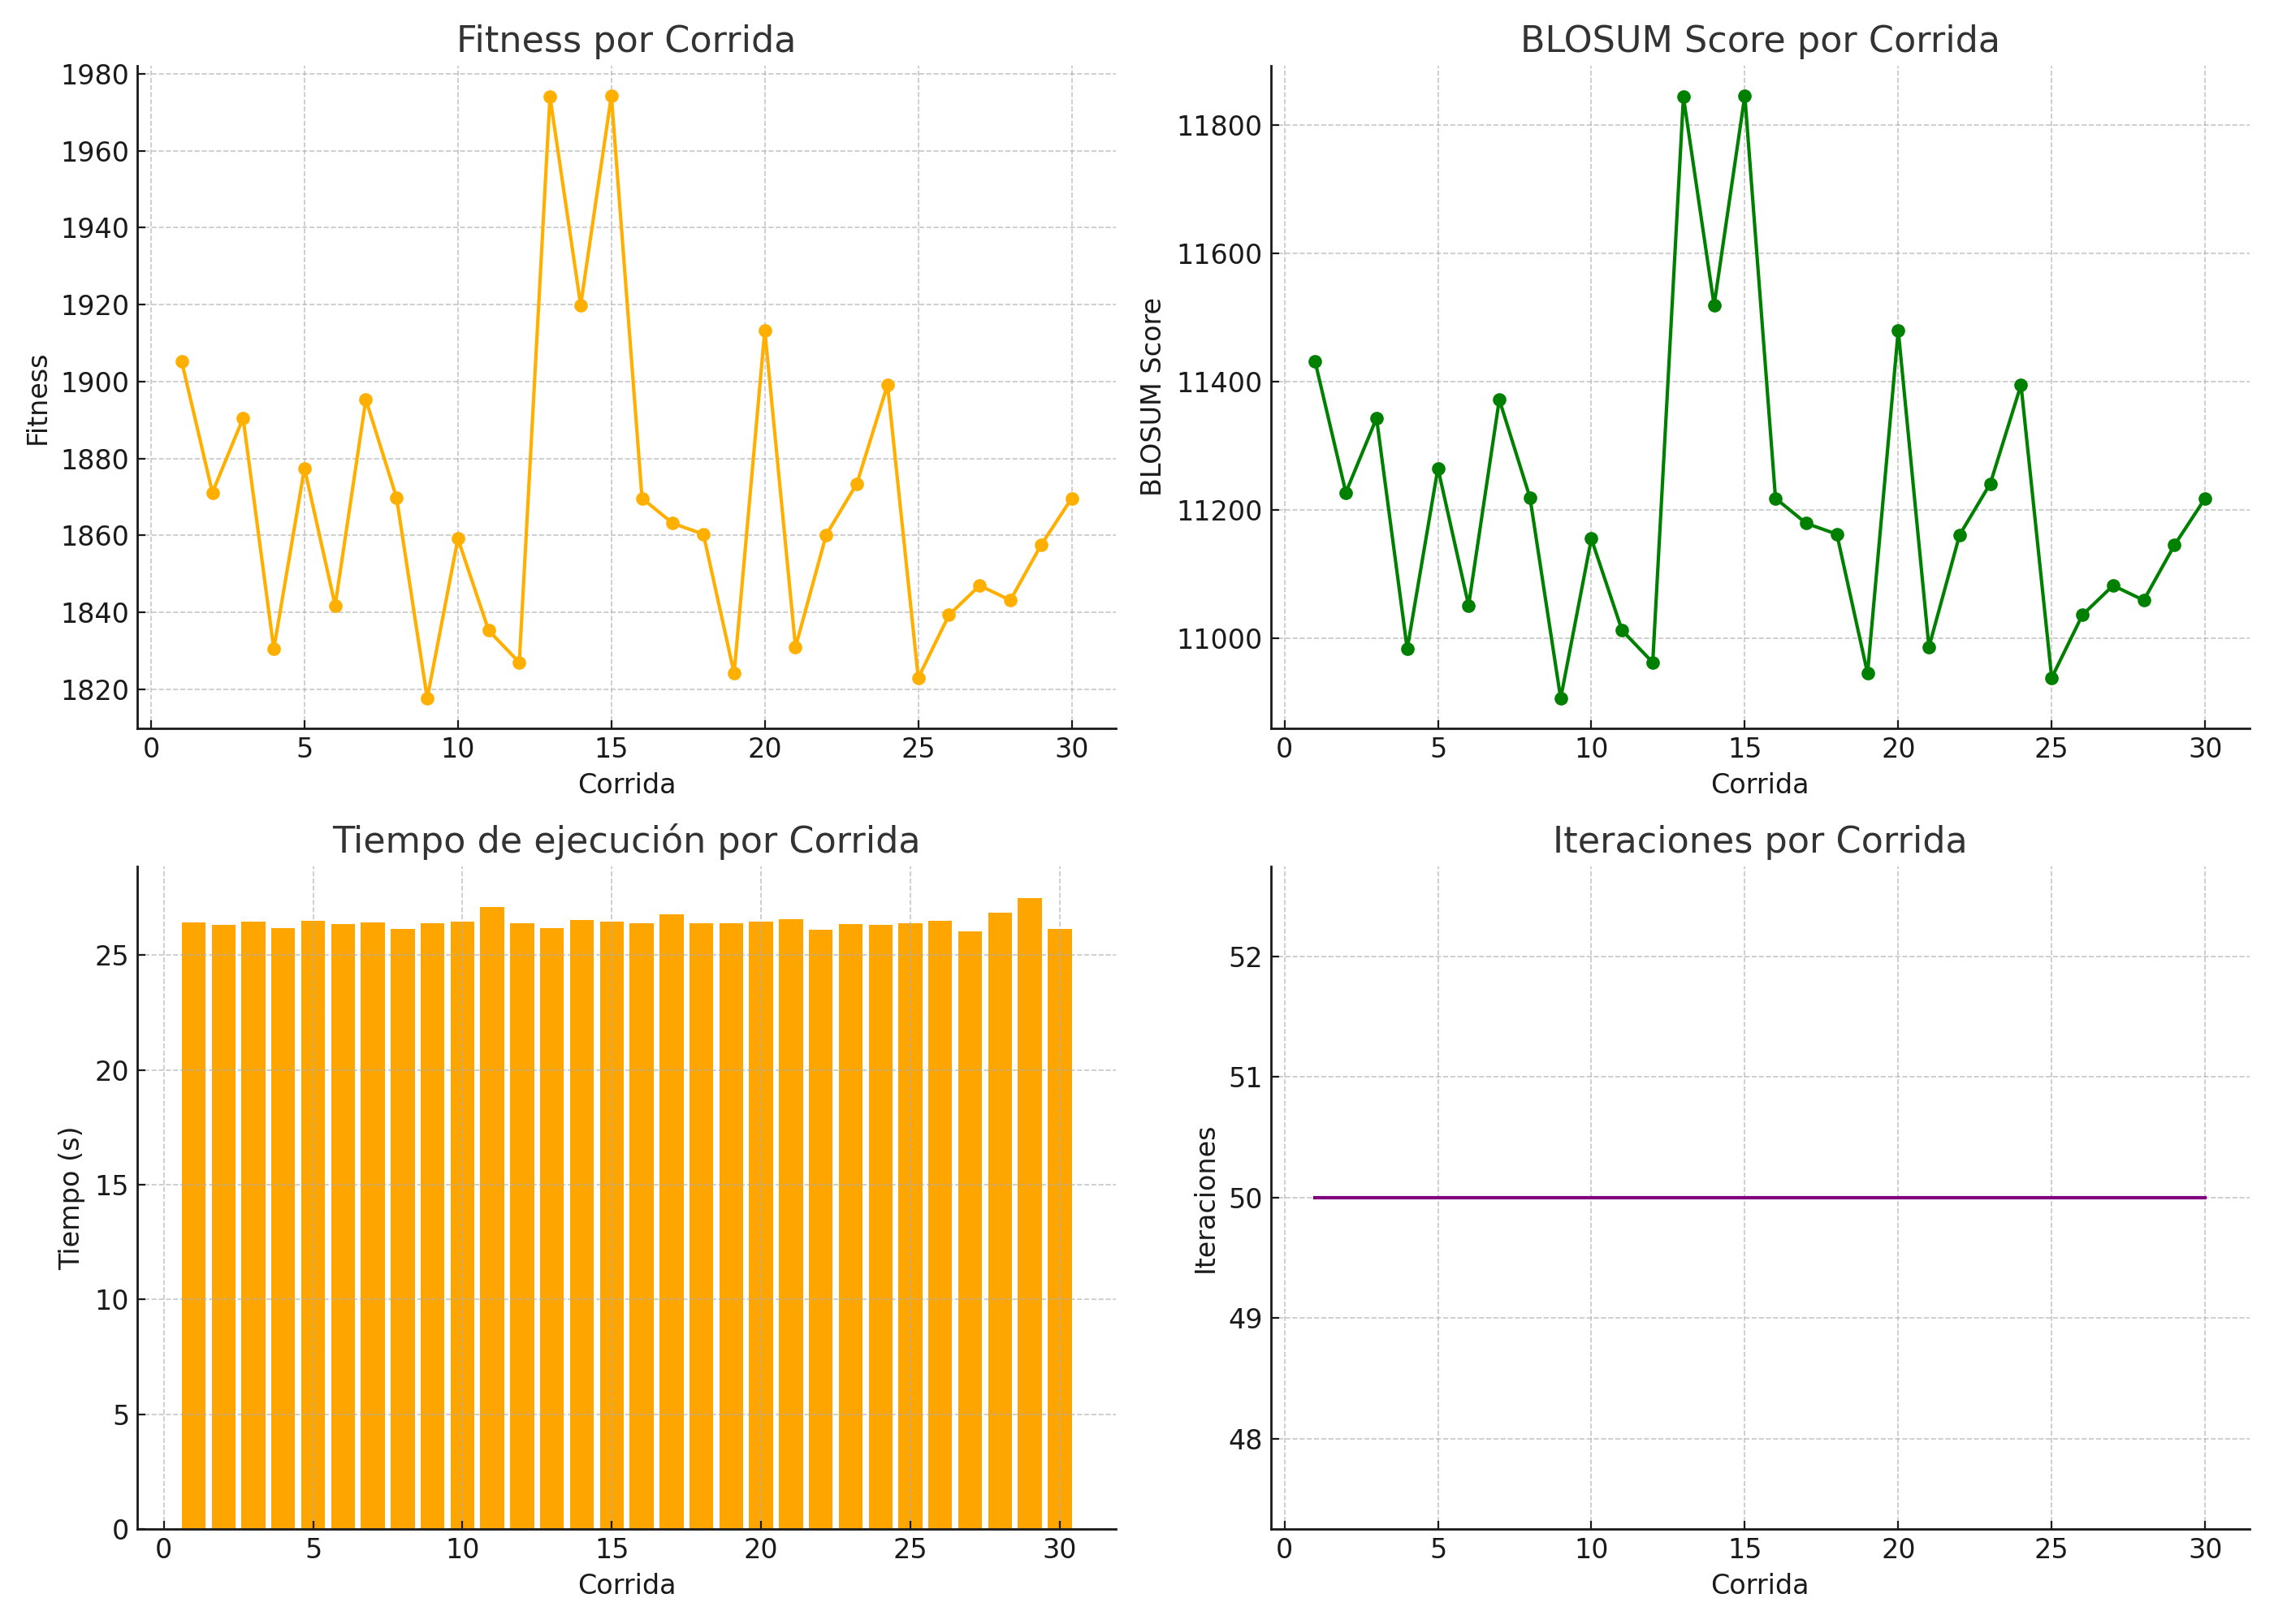 Fitness por Corrida
1980
1960
1940
1920
1900
1880
1860
1840
1820
Fitness
0 5 10 15 20 25 30
Corrida
BLOSUM Score por Corrida
11800
11600
11400
11200
11000
BLOSUM Score
0 5 10 15 20 25 30
Corrida
Tiempo de ejecución por Corrida
25
20
15
10
5
0
Tiempo (s)
0 5 10 15 20 25 30
Corrida
Iteraciones por Corrida
52
51
50
49
48
Iteraciones
0 5 10 15 20 25 30
Corrida